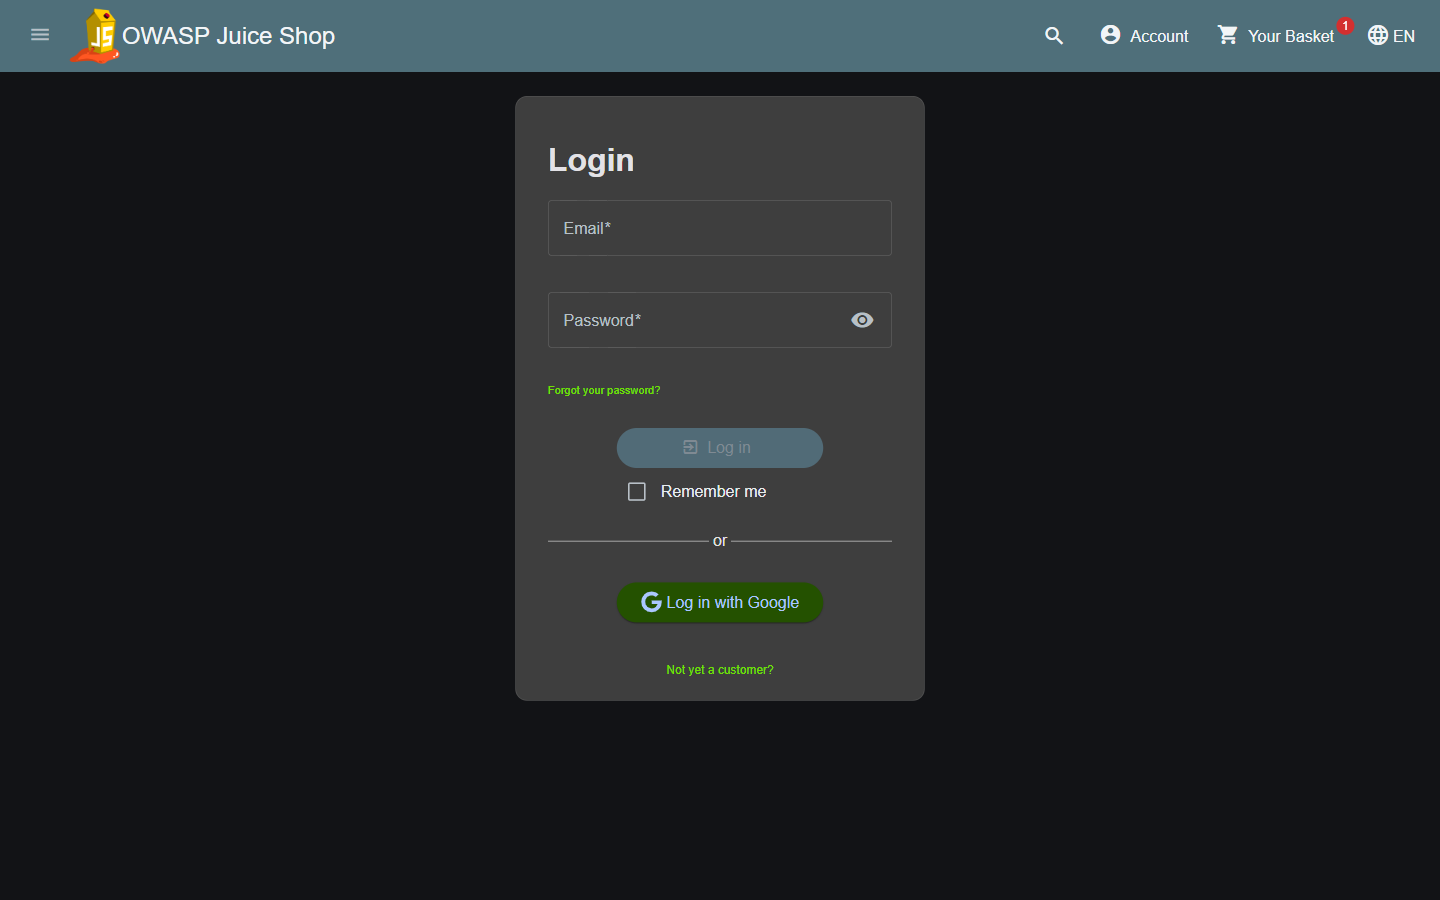 OWASP Juice Shop
Account
Your Basket
1
EN
Login
Email*
Password*
Forgot your password?
Log in
Remember me
or
G Log in with Google
Not yet a customer?